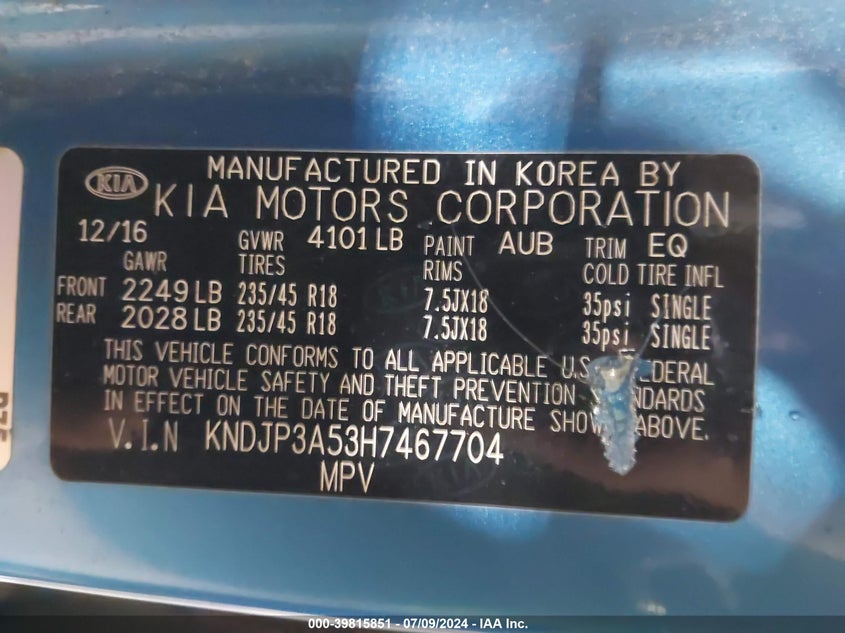 MANUFACTURED IN KOREA BY
KIA KIA MOTORS CORPORATION
12/16 GVWR 4101 LB PAINT AUB TRIM EQ
GAWR TIRES RIMS COLD TIRE INFL
FRONT 2249 LB 235/45 R18 7.5JX18 35psi SINGLE
REAR 2028 LB 235/45 R18 7.5JX18 35psi SINGLE
THIS VEHICLE CONFORMS TO ALL APPLICABLE U.S. FEDERAL
MOTOR VEHICLE SAFETY AND THEFT PREVENTION STANDARDS
IN EFFECT ON THE DATE OF MANUFACTURE SHOWN ABOVE.
V.I.N KNDJP3A53H7467704
MPV
000-39815851 / 07/09/2024 - IAA Inc.